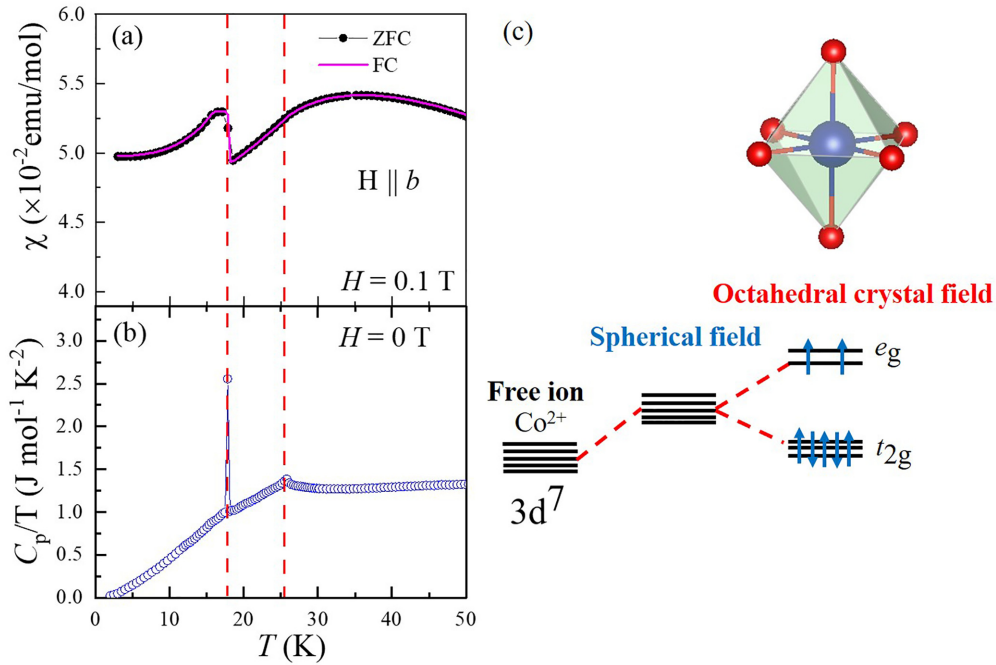 (a)
ZFC
FC
6.0
5.5
5.0
4.5
4.0
χ (×10⁻²emu/mol)
H || b
H = 0.1 T
(b)
H = 0 T
3.0
2.5
2.0
1.5
1.0
0.5
0.0
Cp/T (J mol⁻¹ K⁻²)
0 10 20 30 40 50
T (K)
(c)
Octahedral crystal field
Spherical field
eg
Free ion
Co²⁺
t2g
3d⁷